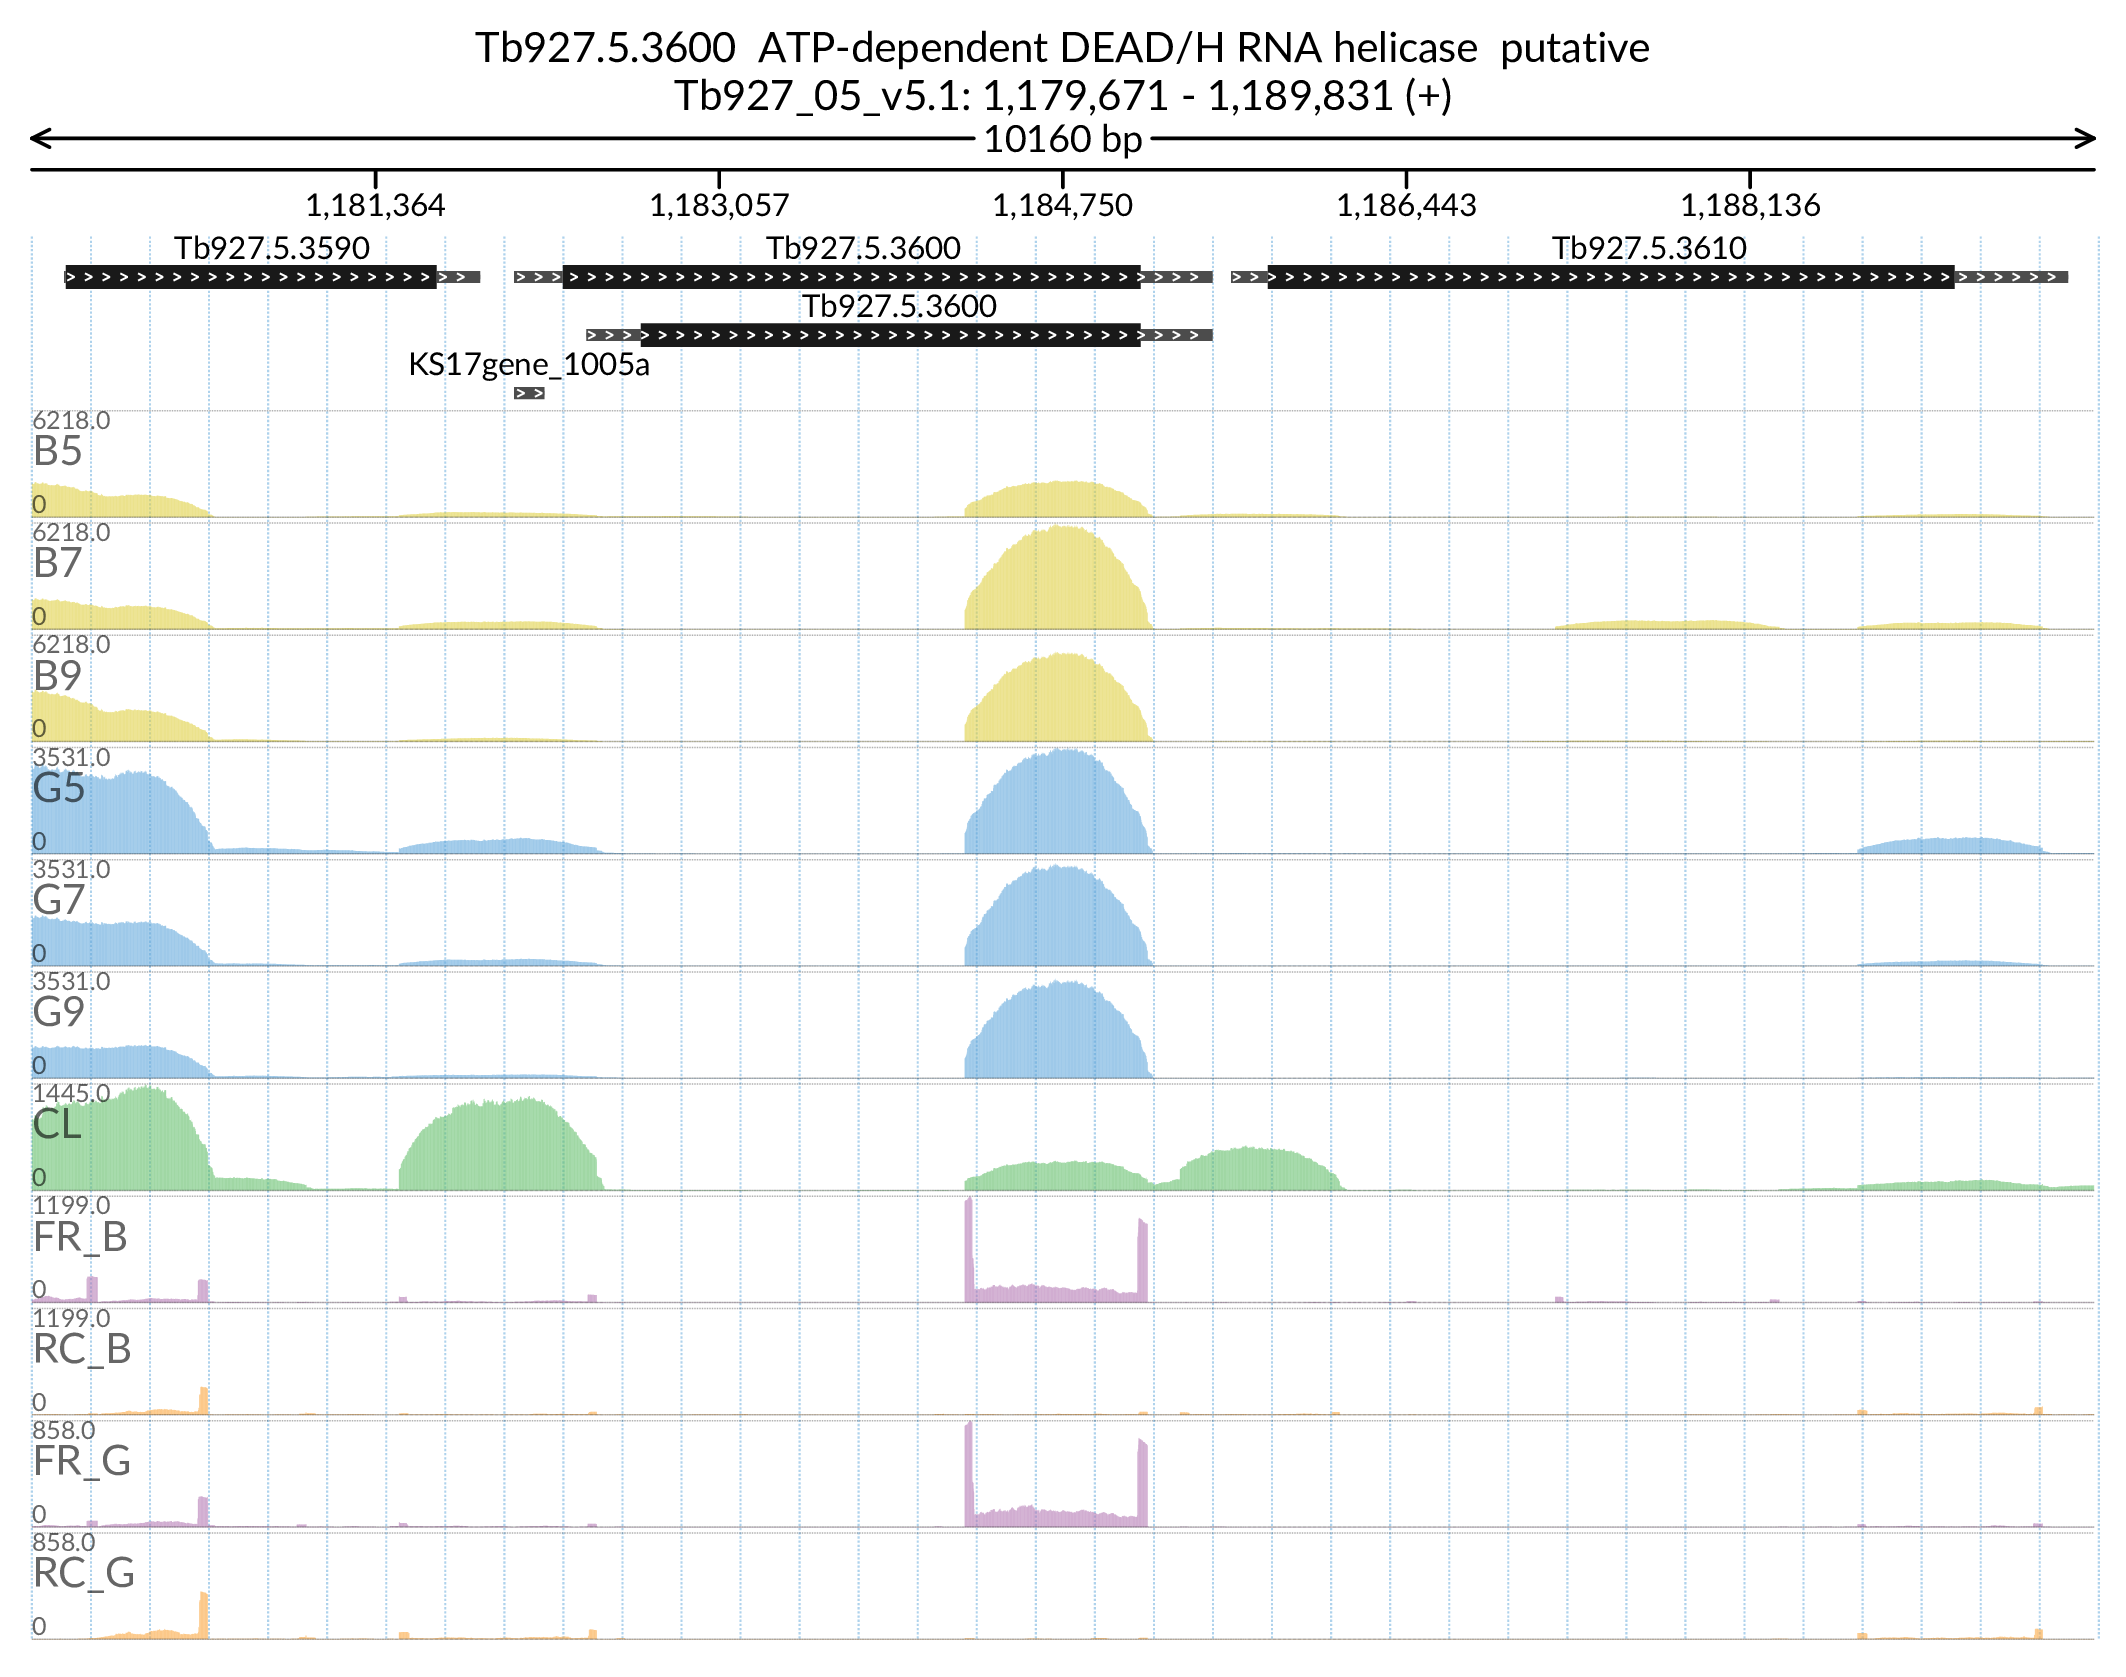 Tb927.5.3600  ATP-dependent DEAD/H RNA helicase  putative
Tb927_05_v5.1: 1,179,671 - 1,189,831 (+)
10160 bp
1,181,364 1,183,057 1,184,750 1,186,443 1,188,136
Tb927.5.3590 Tb927.5.3600 Tb927.5.3610
Tb927.5.3600
KS17gene_1005a
6218.0
B5
0
6218.0
B7
0
6218.0
B9
0
3531.0
G5
0
3531.0
G7
0
3531.0
G9
0
1445.0
CL
0
1199.0
FR_B
0
1199.0
RC_B
0
858.0
FR_G
0
858.0
RC_G
0